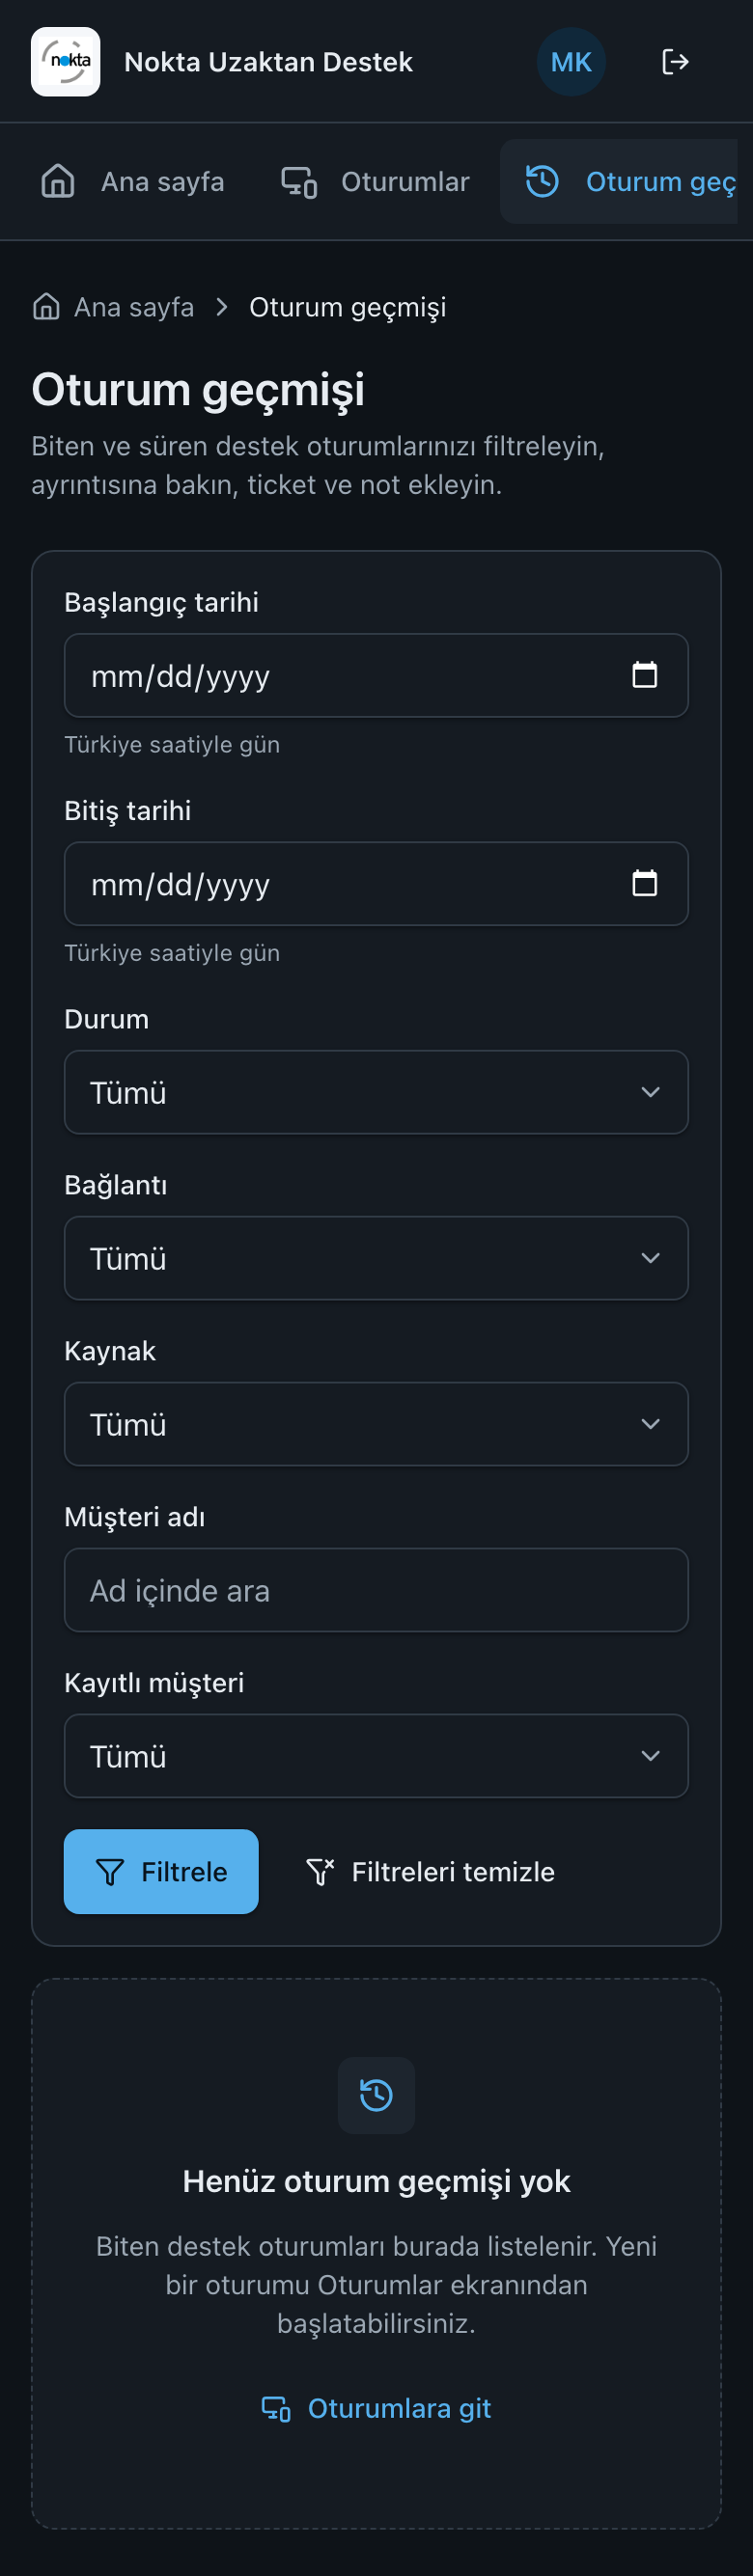 nokta
Nokta Uzaktan Destek
MK
Ana sayfa
Oturumlar
Oturum geç
Ana sayfa > Oturum geçmişi
Oturum geçmişi
Biten ve süren destek oturumlarınızı filtreleyin,
ayrıntısına bakın, ticket ve not ekleyin.
Başlangıç tarihi
mm/dd/yyyy
Türkiye saatiyle gün
Bitiş tarihi
mm/dd/yyyy
Türkiye saatiyle gün
Durum
Tümü
Bağlantı
Tümü
Kaynak
Tümü
Müşteri adı
Ad içinde ara
Kayıtlı müşteri
Tümü
Filtrele
Filtreleri temizle
Henüz oturum geçmişi yok
Biten destek oturumları burada listelenir. Yeni
bir oturumu Oturumlar ekranından
başlatabilirsiniz.
Oturumlara git